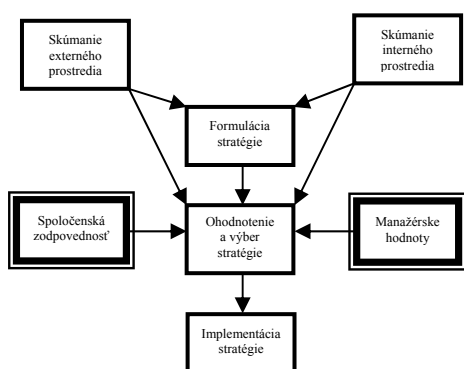 Skúmanie
externého
prostredia
Skúmanie
interného
prostredia
Formulácia
stratégie
Spoločenská
zodpovednosť
Ohodnotenie
a výber
stratégie
Manažérske
hodnoty
Implementácia
stratégie